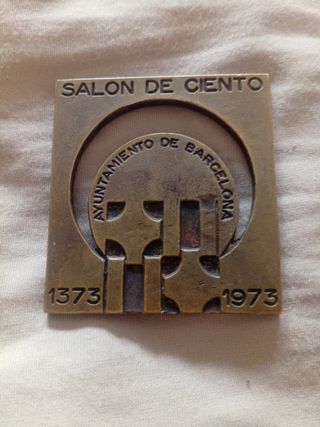 SALON DE CIENTO
AYUNTAMIENTO DE BARCELONA
1373 1973